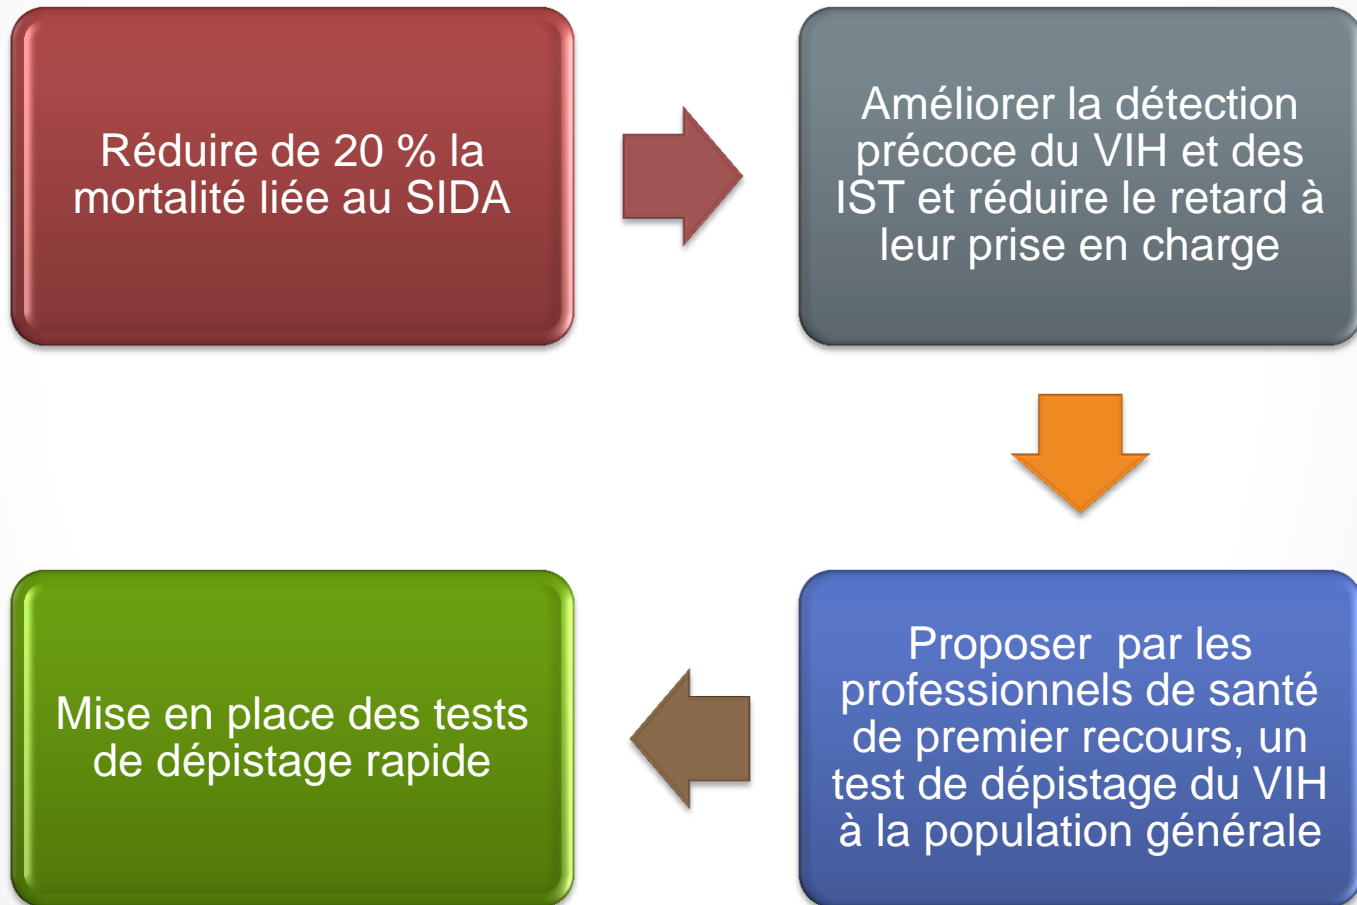 Réduire de 20 % la
mortalité liée au SIDA
Améliorer la détection
précoce du VIH et des
IST et réduire le retard à
leur prise en charge
Proposer  par les
professionnels de santé
de premier recours, un
test de dépistage du VIH
à la population générale
Mise en place des tests
de dépistage rapide